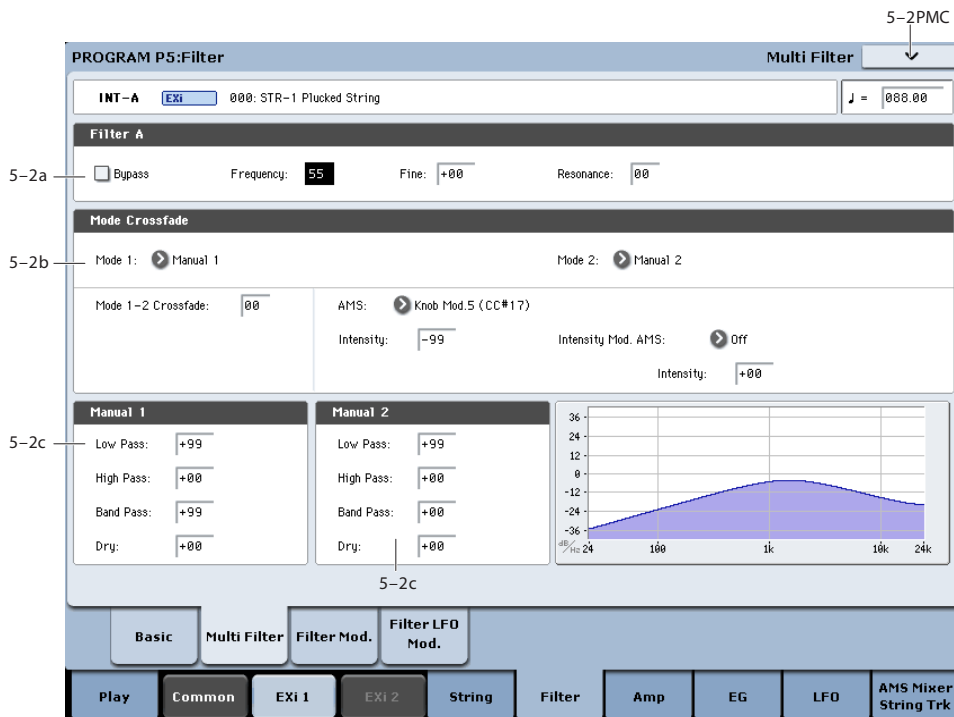 5-2PMC
PROGRAM P5:Filter Multi Filter
INT-A EXi 000: STR-1 Plucked String ♩ = 088.00
Filter A
5-2a Bypass Frequency: 55 Fine: +00 Resonance: 00
Mode Crossfade
5-2b Mode 1: Manual 1 Mode 2: Manual 2
Mode 1-2 Crossfade: 00 AMS: Knob Mod.5 (CC#17)
Intensity: -99 Intensity Mod. AMS: Off
Intensity: +00
Manual 1 Manual 2
5-2c Low Pass: +99 Low Pass: +99
High Pass: +00 High Pass: +00
Band Pass: +99 Band Pass: +00
Dry: +00 Dry: +00
36
24
12
0
-12
-24
-36
dB/Hz 24 100 1k 10k 24k
5-2c
Basic Multi Filter Filter Mod. Filter LFO Mod.
Play Common EXi 1 EXi 2 String Filter Amp EG LFO AMS Mixer String Trk